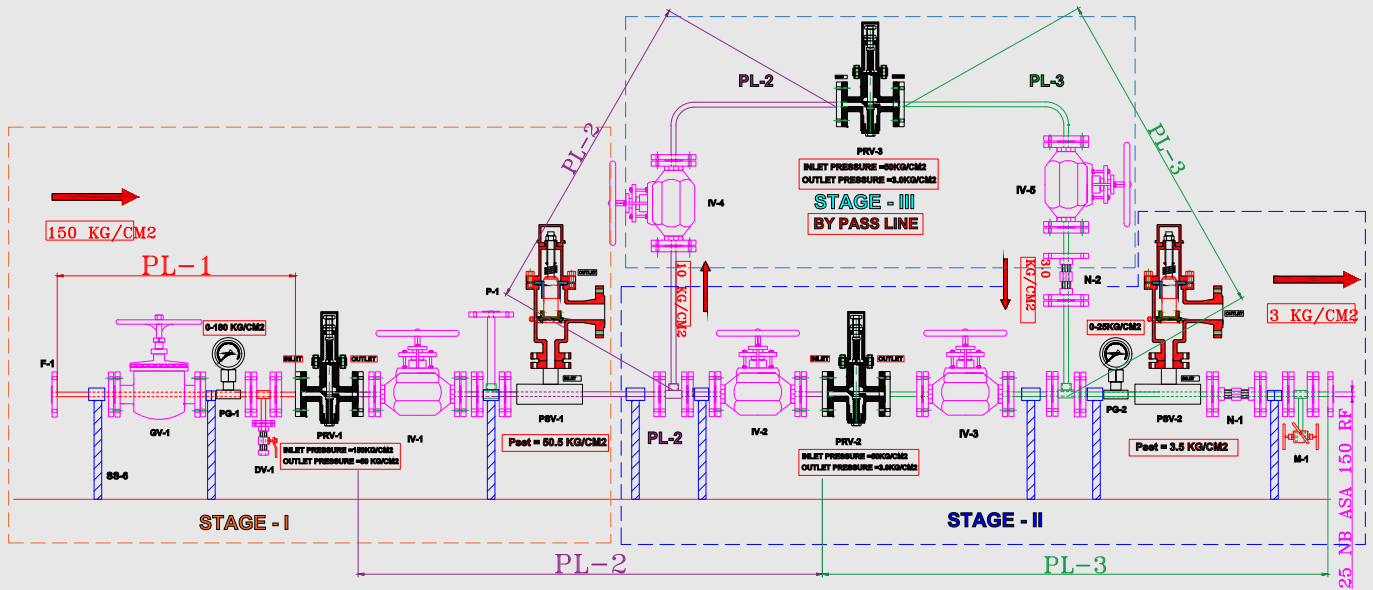 PL-2
PL-3
PL-2
PL-3
PRV-3
INLET PRESSURE =50KG/CM2
OUTLET PRESSURE =3.0KG/CM2
STAGE - III
BY PASS LINE
IV-4
IV-5
150 KG/CM2
PL-1
P-1
OUTLET
10 KG/CM2
3.0
KG/CM2
N-2
OUTLET
3 KG/CM2
0-160 KG/CM2
0-25KG/CM2
F-1
INLET
OUTLET
INLET
INLET
OUTLET
INLET
GV-1
PG-1
DV-1
PRV-1
IV-1
PSV-1
PL-2
IV-2
PRV-2
IV-3
PG-2
PSV-2
N-1
M-1
INLET PRESSURE =150KG/CM2
OUTLET PRESSURE =50 KG/CM2
Pset = 50.5 KG/CM2
INLET PRESSURE =50KG/CM2
OUTLET PRESSURE =3.0KG/CM2
Pset = 3.5 KG/CM2
SS-6
STAGE - I
STAGE - II
25 NB ASA 150 RF
PL-2
PL-3